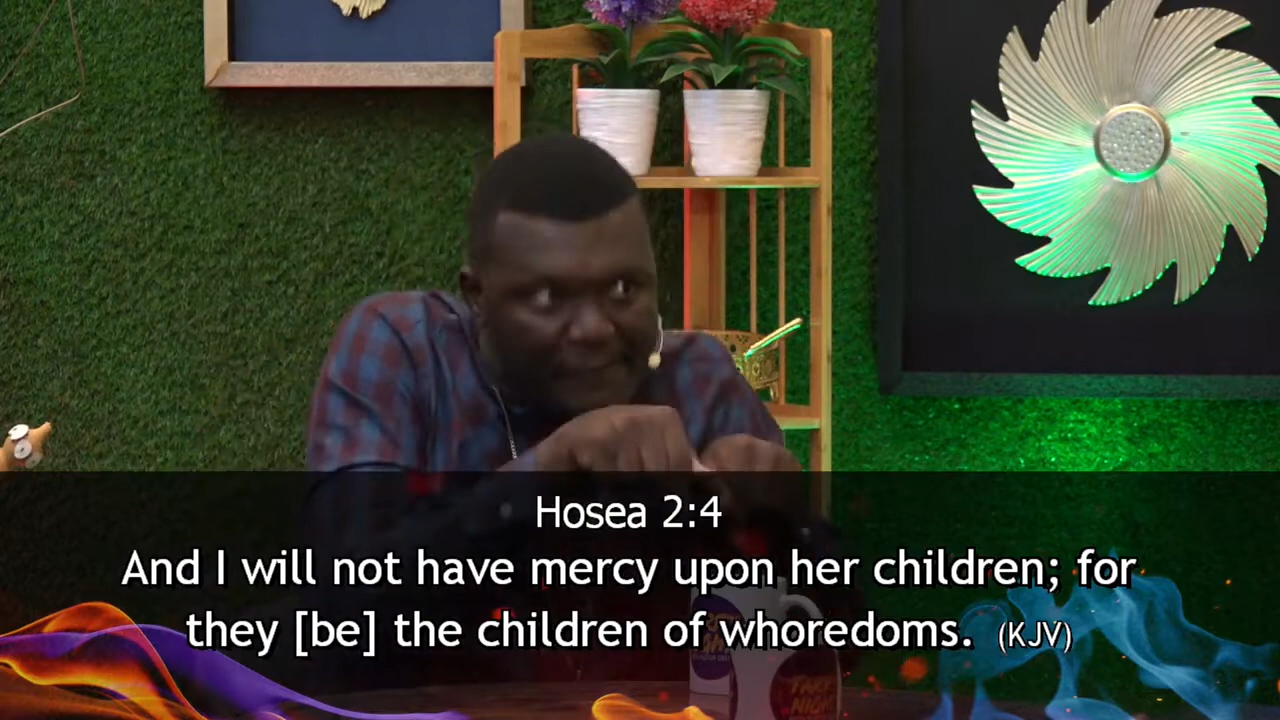 Hosea 2:4
And I will not have mercy upon her children; for
they [be] the children of whoredoms. (KJV)